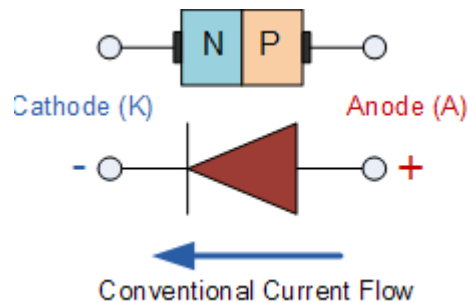 N P
Cathode (K) Anode (A)
- +
Conventional Current Flow